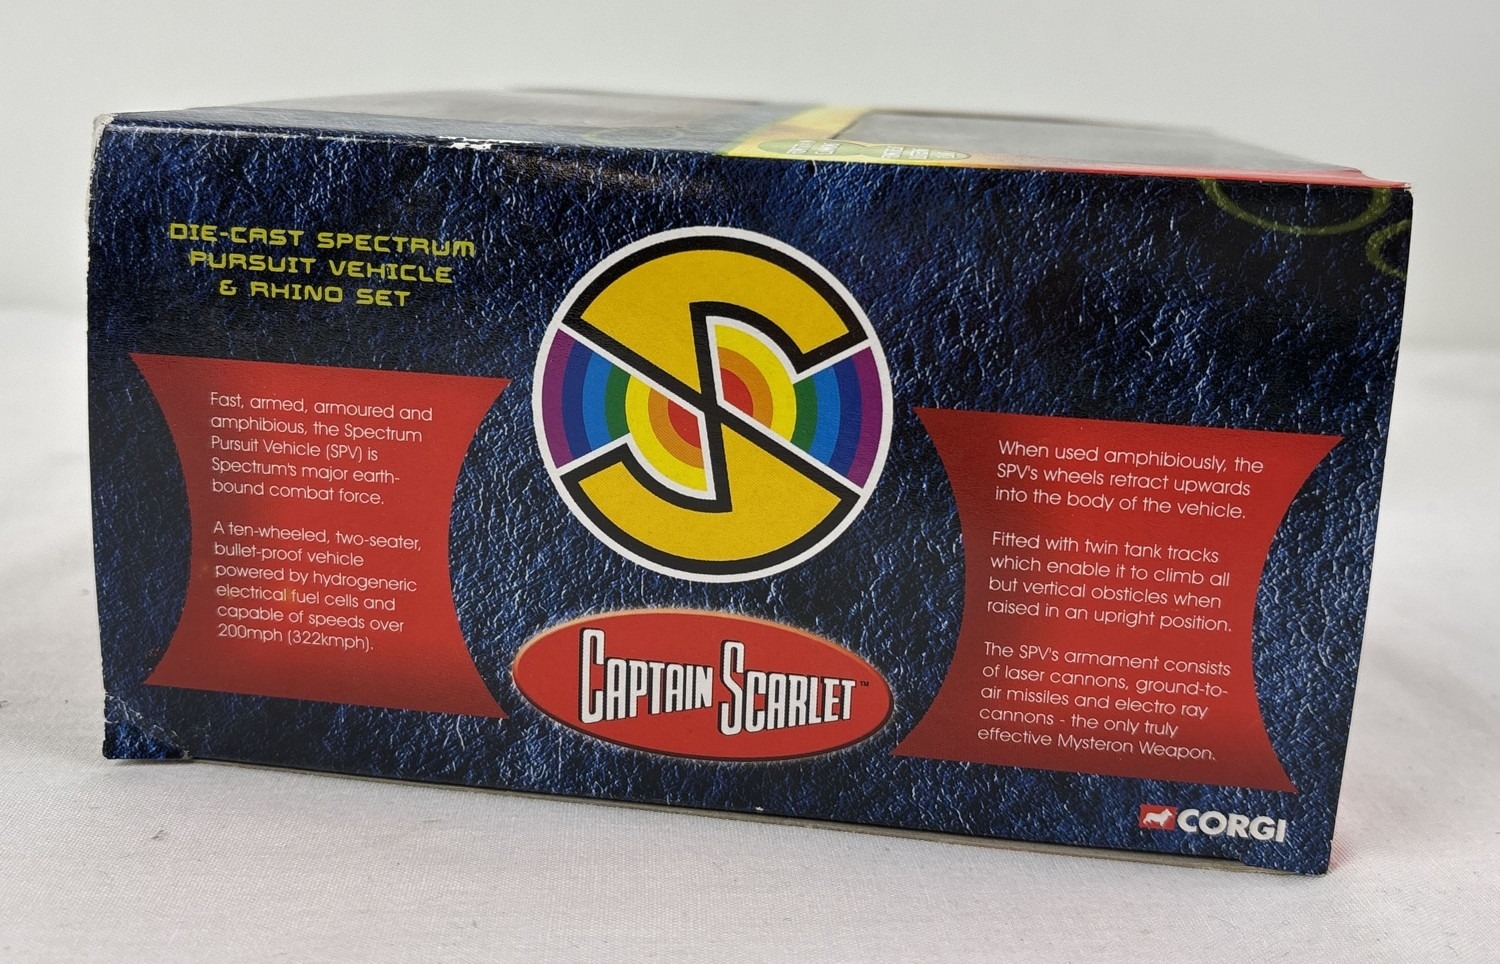 DIE-CAST SPECTRUM
PURSUIT VEHICLE
& RHINO SET
Fast, armed, armoured and
amphibious, the Spectrum
Pursuit Vehicle (SPV) is
Spectrum's major earth-
bound combat force.
A ten-wheeled, two-seater,
bullet-proof vehicle
powered by hydrogeneric
electrical fuel cells and
capable of speeds over
200mph (322kmph).
CAPTAIN SCARLET™
When used amphibiously, the
SPV's wheels retract upwards
into the body of the vehicle.
Fitted with twin tank tracks
which enable it to climb all
but vertical obsticles when
raised in an upright position.
The SPV's armament consists
of laser cannons, ground-to-
air missiles and electro ray
cannons - the only truly
effective Mysteron Weapon.
CORGI